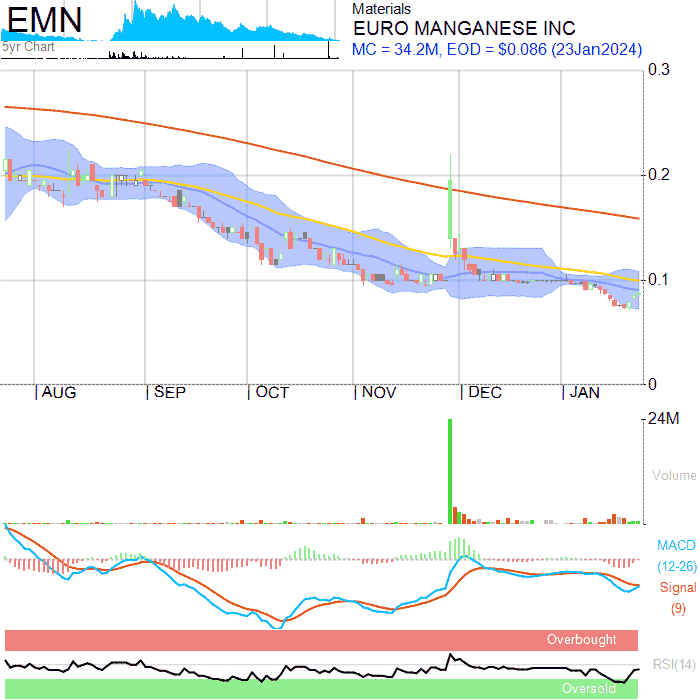 EMN
5yr Chart
Materials
EURO MANGANESE INC
MC = 34.2M, EOD = $0.086 (23Jan2024)
0.3
0.2
0.1
0
AUG SEP OCT NOV DEC JAN
24M
Volume
MACD
(12-26)
Signal
(9)
Overbought
RSI(14)
Oversold